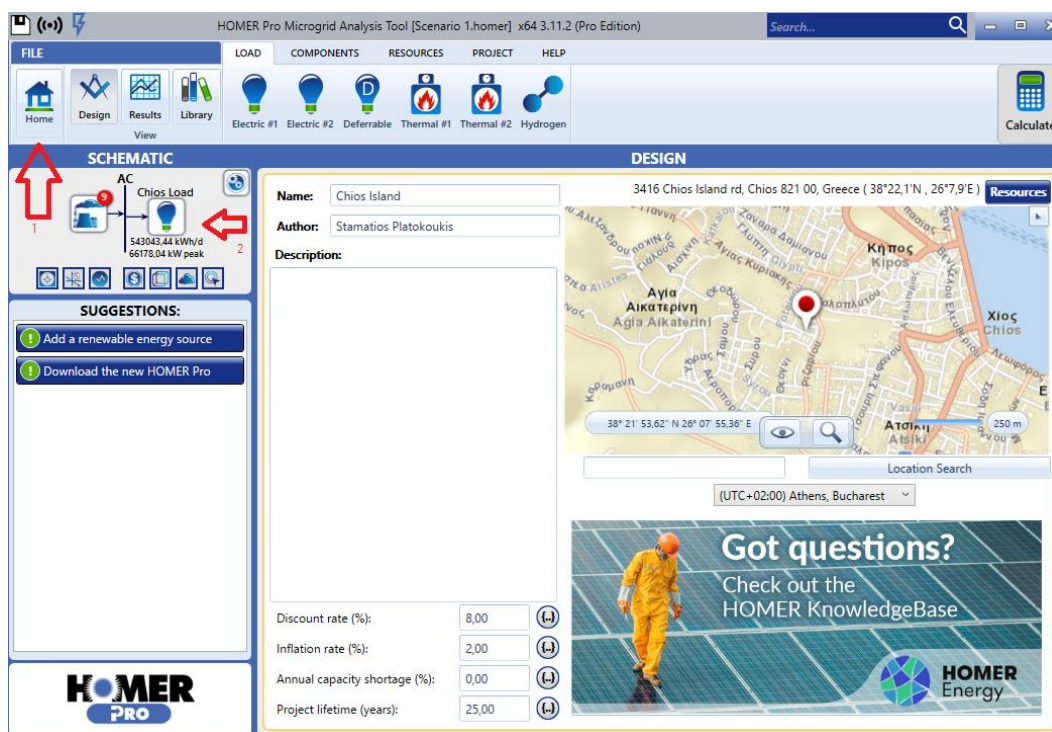 HOMER Pro Microgrid Analysis Tool [Scenario 1.homer] x64 3.11.2 (Pro Edition)
Search...
FILE
LOAD COMPONENTS RESOURCES PROJECT HELP
Home
Design Results Library
View
D
Electric #1 Electric #2 Deferrable Thermal #1 Thermal #2 Hydrogen
Calculate
SCHEMATIC
AC
Chios Load
9
543043,44 kWh/d
66178,04 kW peak
1
2
SUGGESTIONS:
Add a renewable energy source
Download the new HOMER Pro
HOMER
PRO
DESIGN
Name: Chios Island
Author: Stamatios Platokoukis
Description:
Discount rate (%): 8,00 {..}
Inflation rate (%): 2,00 {..}
Annual capacity shortage (%): 0,00 {..}
Project lifetime (years): 25,00 {..}
3416 Chios Island rd, Chios 821 00, Greece ( 38°22,1'N , 26°7,9'E )
Resources
Κήπος
Kipos
Αγία
Αικατερίνη
Agia Aikaterini
Χίος
Chios
Ατσίκη
Atsiki
38° 21' 53,62" N 26° 07' 55,36" E
250 m
Location Search
(UTC+02:00) Athens, Bucharest
Got questions?
Check out the
HOMER KnowledgeBase
HOMER
Energy